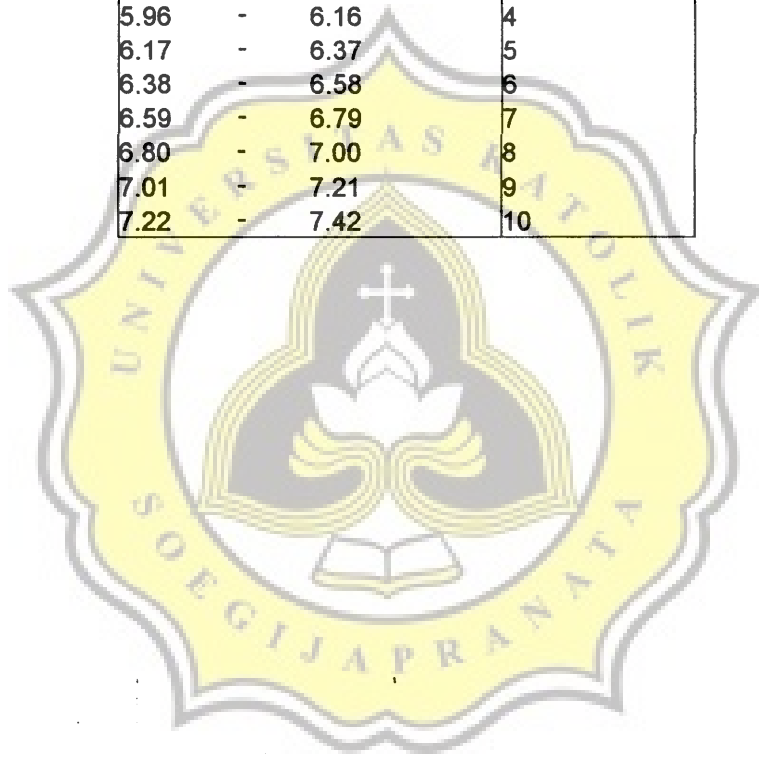 5.96 - 6.16 4
6.17 - 6.37 5
6.38 - 6.58 6
6.59 - 6.79 7
6.80 - 7.00 8
7.01 - 7.21 9
7.22 - 7.42 10
UNIVERSITAS KATOLIK
SOEGIJAPRANATA